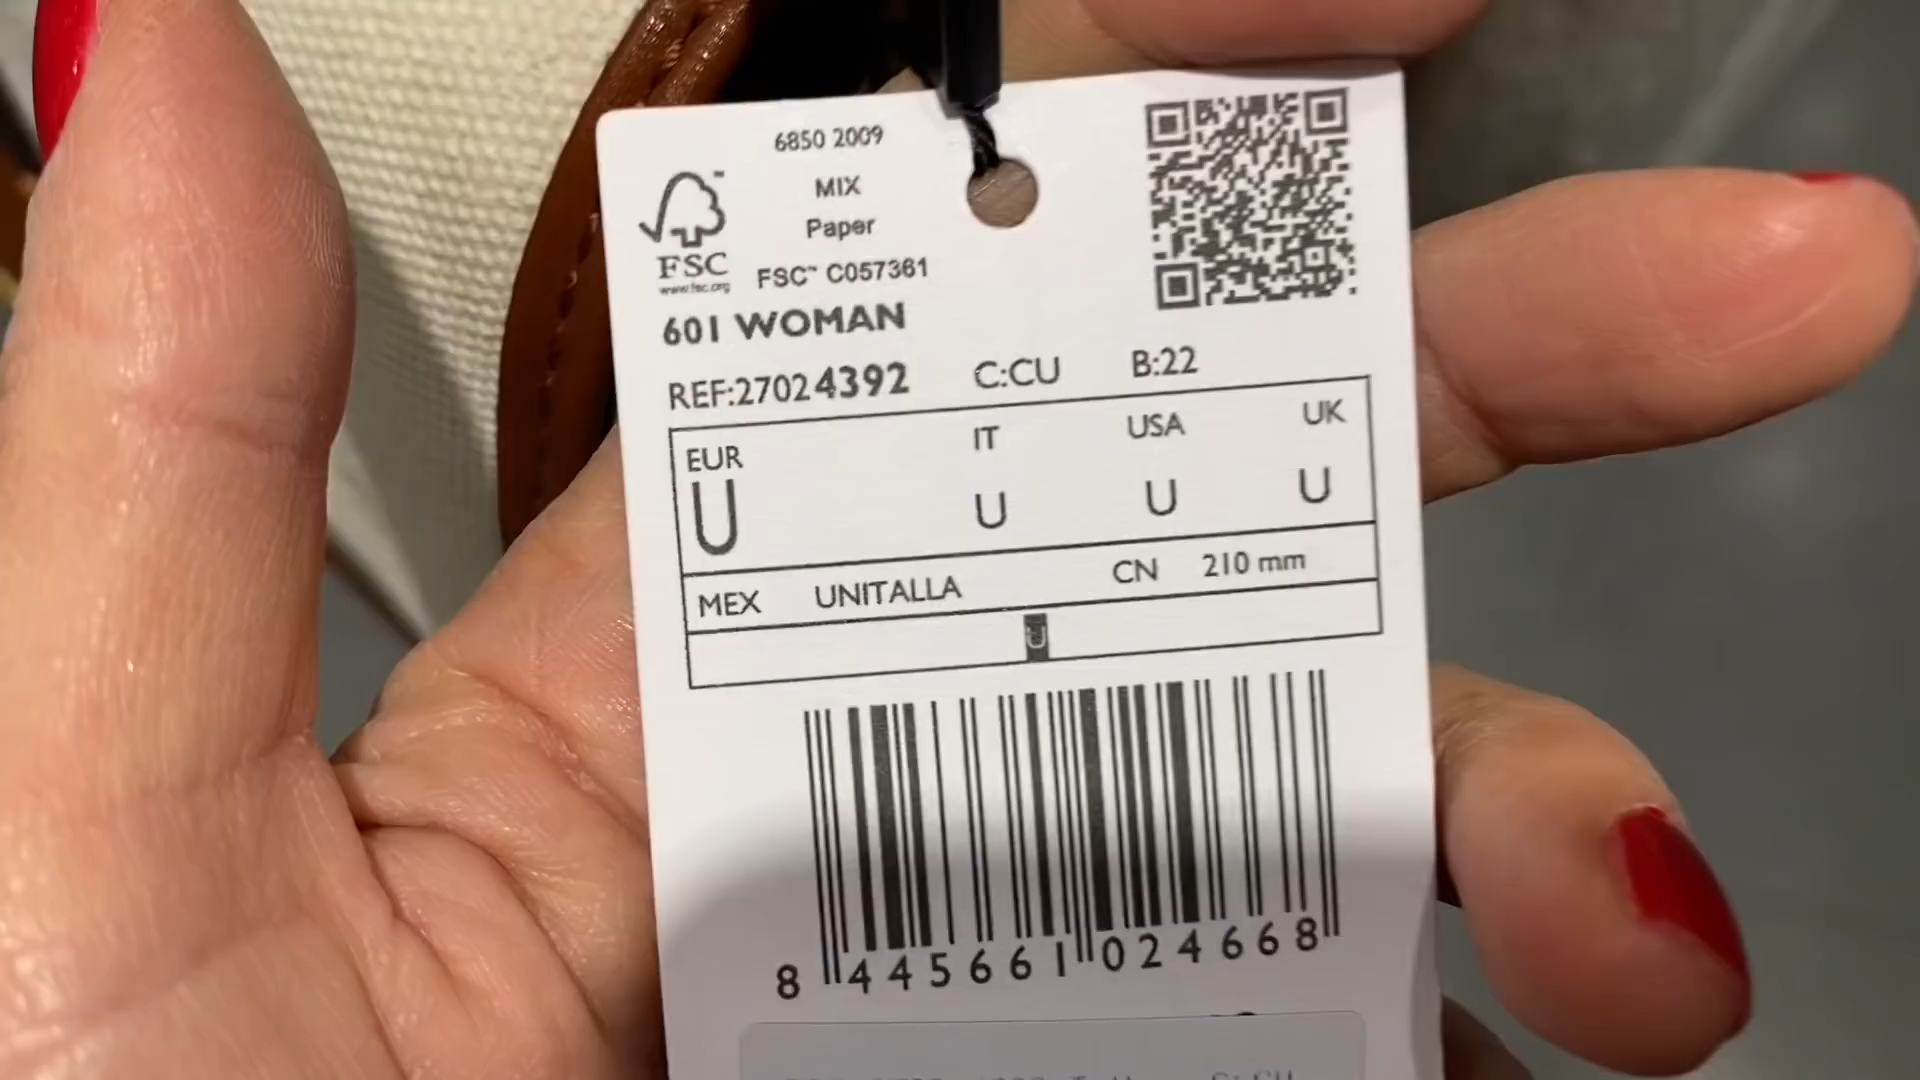 6850 2009
MIX
Paper
FSC™ C057361
FSC
www.fsc.org
601 WOMAN
REF:27024392 C:CU B:22
EUR IT USA UK
U U U U
MEX UNITALLA CN 210 mm
U
8 445661 024668